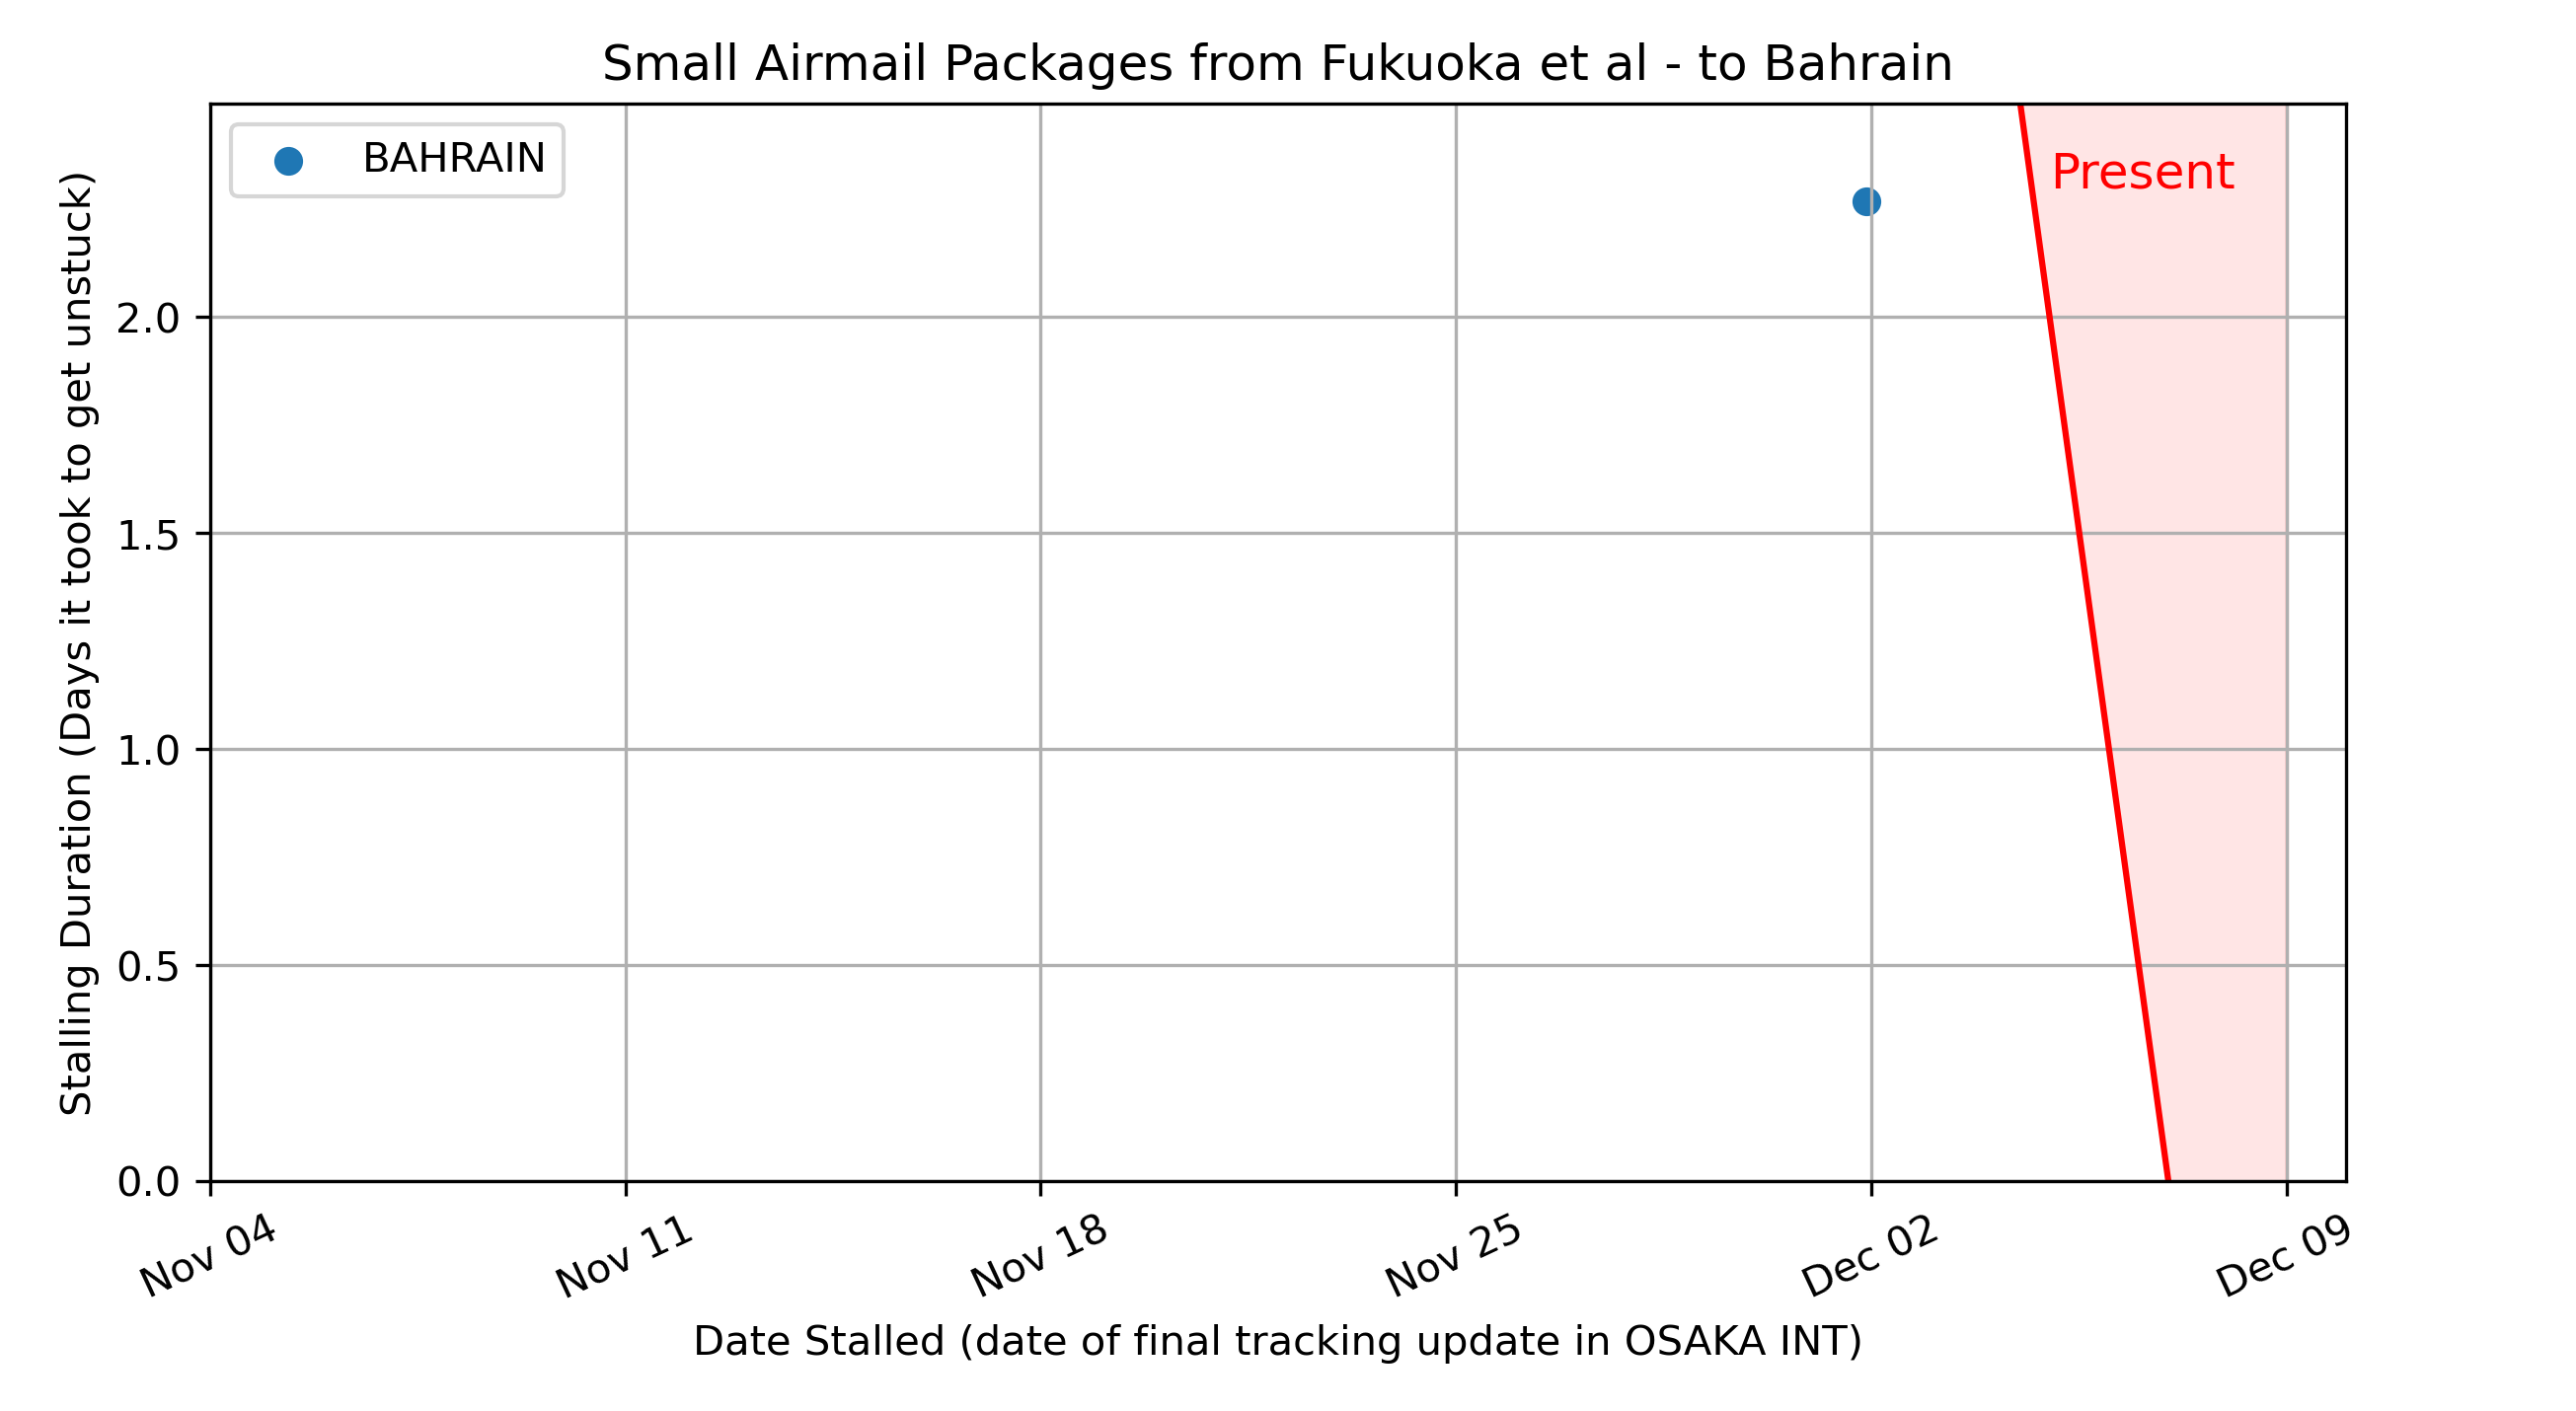 Small Airmail Packages from Fukuoka et al - to Bahrain
BAHRAIN
Present
Stalling Duration (Days it took to get unstuck)
2.0
1.5
1.0
0.5
0.0
Nov 04
Nov 11
Nov 18
Nov 25
Dec 02
Dec 09
Date Stalled (date of final tracking update in OSAKA INT)